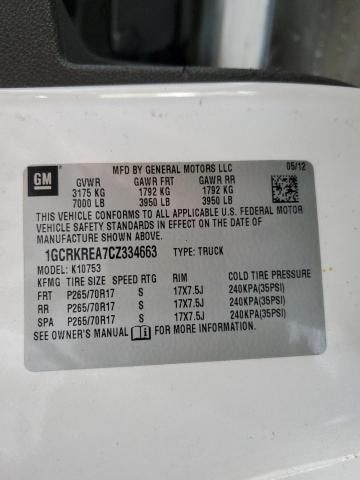 GM
MFD BY GENERAL MOTORS LLC
05/12
GVWR GAWR FRT GAWR RR
3175 KG 1792 KG 1792 KG
7000 LB 3950 LB 3950 LB
THIS VEHICLE CONFORMS TO ALL APPLICABLE U.S. FEDERAL MOTOR
VEHICLE SAFETY STANDARDS IN EFFECT ON THE DATE OF
MANUFACTURE SHOWN ABOVE.
1GCRKREA7CZ334663 TYPE: TRUCK
MODEL: K10753
KFMG TIRE SIZE SPEED RTG RIM COLD TIRE PRESSURE
FRT P265/70R17 S 17X7.5J 240KPA(35PSI)
RR P265/70R17 S 17X7.5J 240KPA(35PSI)
SPA P265/70R17 S 17X7.5J 240KPA(35PSI)
SEE OWNER'S MANUAL FOR MORE INFORMATION.